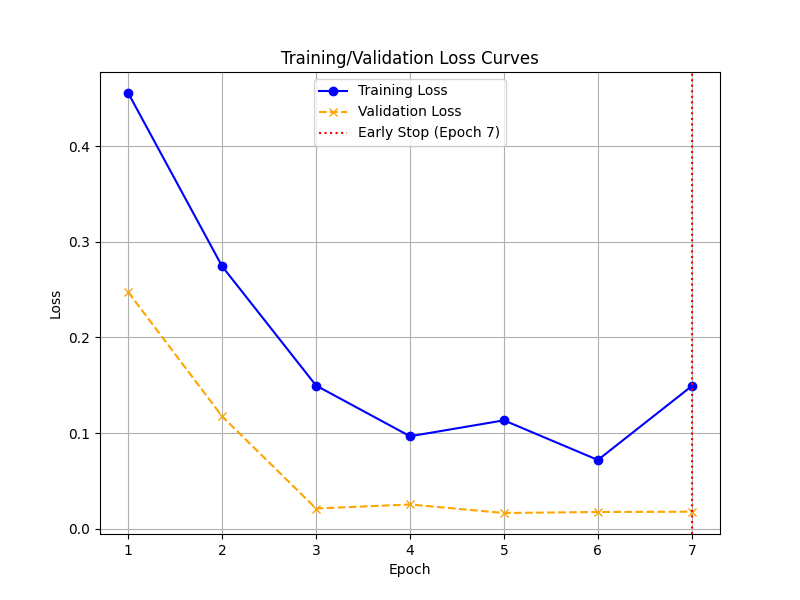 Training/Validation Loss Curves
Training Loss
Validation Loss
Early Stop (Epoch 7)
Loss
0.4
0.3
0.2
0.1
0.0
1 2 3 4 5 6 7
Epoch